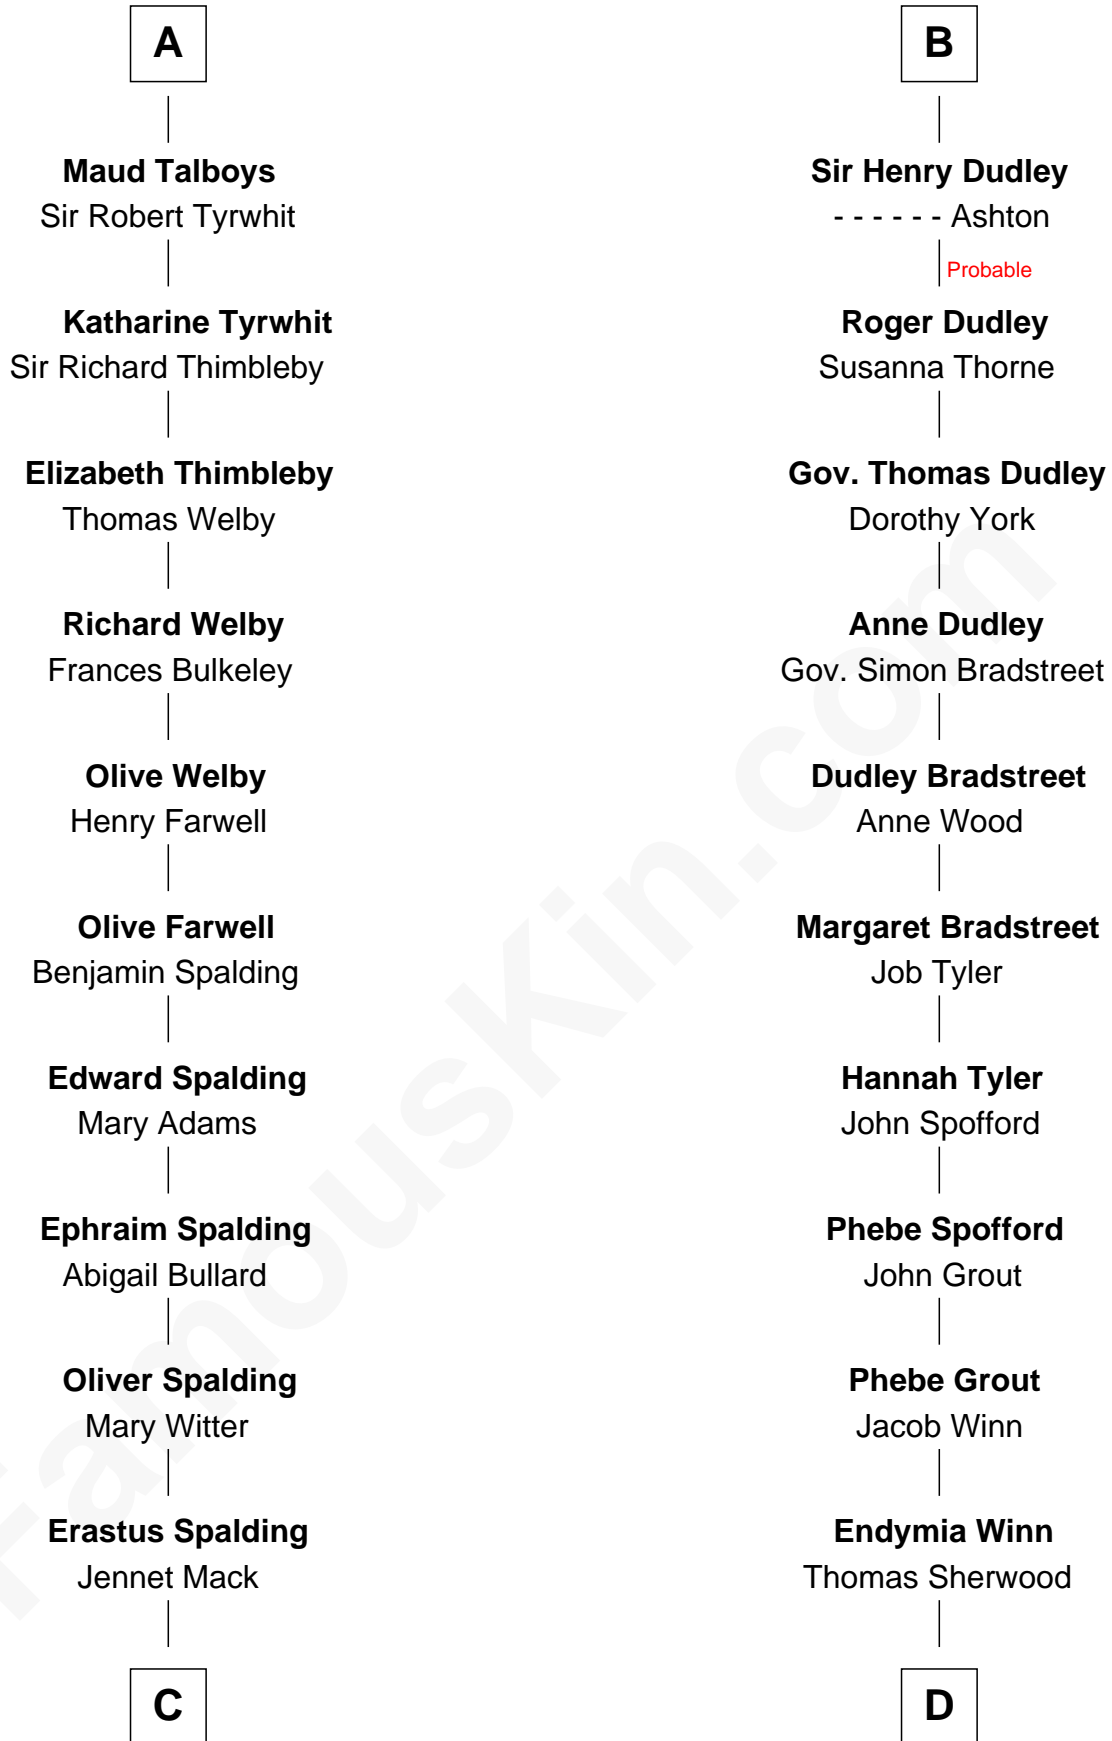 A
Maud Talboys
Sir Robert Tyrwhit
Katharine Tyrwhit
Sir Richard Thimbleby
Elizabeth Thimbleby
Thomas Welby
Richard Welby
Frances Bulkeley
Olive Welby
Henry Farwell
Olive Farwell
Benjamin Spalding
Edward Spalding
Mary Adams
Ephraim Spalding
Abigail Bullard
Oliver Spalding
Mary Witter
Erastus Spalding
Jennet Mack
C
B
Sir Henry Dudley
- - - - - - Ashton
Probable
Roger Dudley
Susanna Thorne
Gov. Thomas Dudley
Dorothy York
Anne Dudley
Gov. Simon Bradstreet
Dudley Bradstreet
Anne Wood
Margaret Bradstreet
Job Tyler
Hannah Tyler
John Spofford
Phebe Spofford
John Grout
Phebe Grout
Jacob Winn
Endymia Winn
Thomas Sherwood
D
FamousKin.com